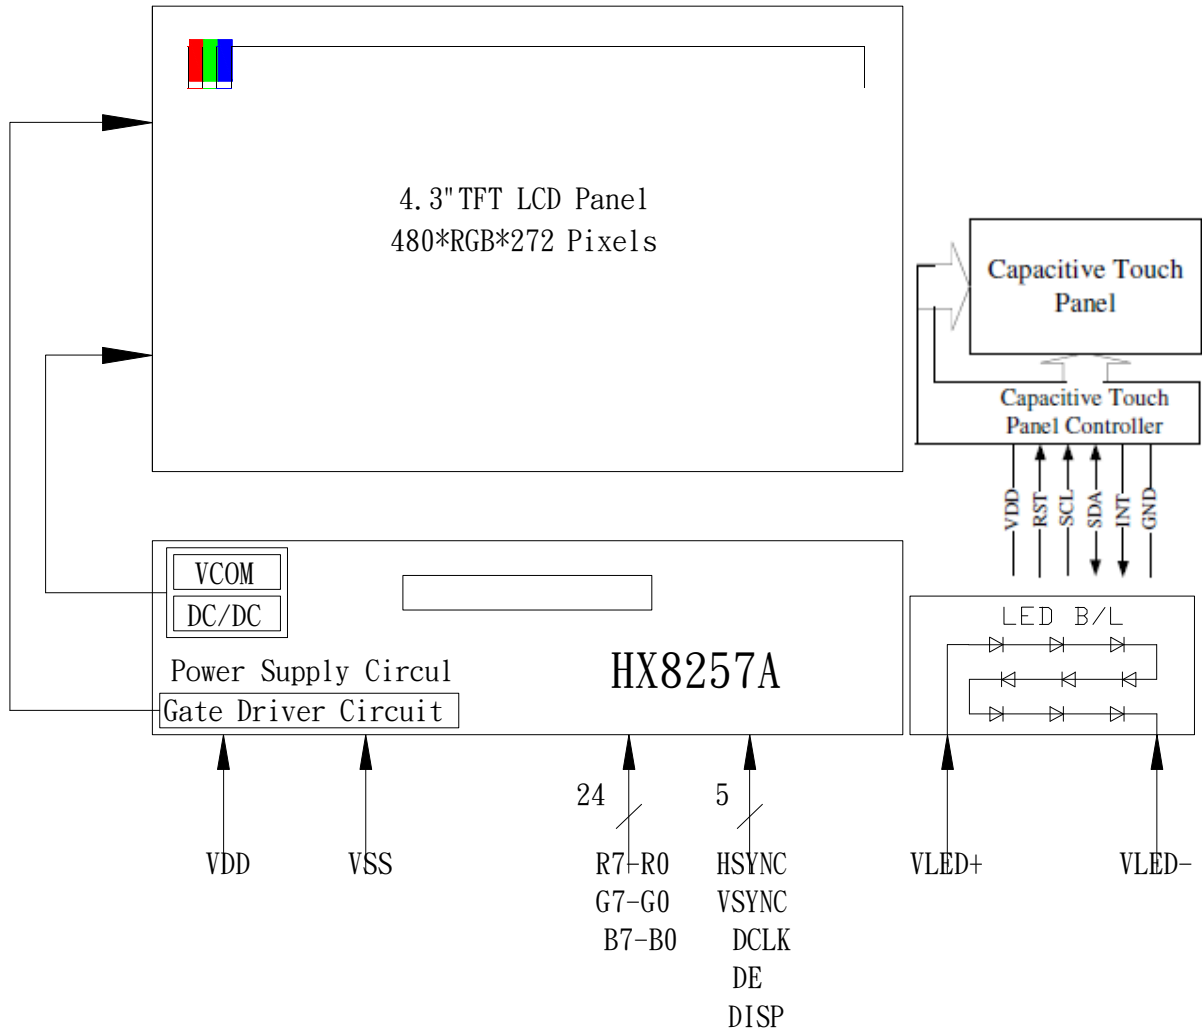 4.3"TFT LCD Panel
480*RGB*272 Pixels
Capacitive Touch
Panel
Capacitive Touch
Panel Controller
VDD
RST
SCL
SDA
INT
GND
VCOM
DC/DC
Power Supply Circul
Gate Driver Circuit
HX8257A
LED B/L
24
5
VDD
VSS
R7-R0
G7-G0
B7-B0
HSYNC
VSYNC
DCLK
DE
DISP
VLED+
VLED-